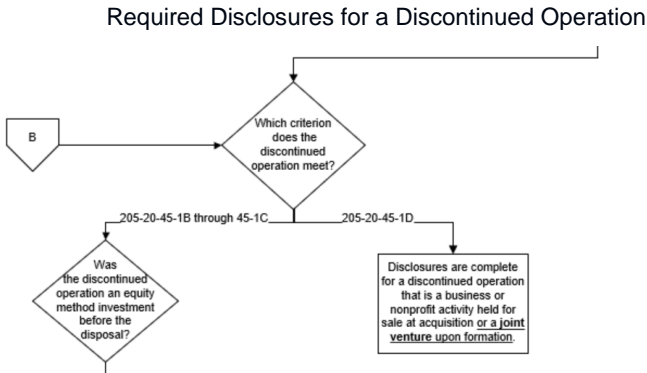 Required Disclosures for a Discontinued Operation
B
Which criterion
does the
discontinued
operation meet?
205-20-45-1B through 45-1C
205-20-45-1D
Was
the discontinued
operation an equity
method investment
before the
disposal?
Disclosures are complete
for a discontinued operation
that is a business or
nonprofit activity held for
sale at acquisition or a joint
venture upon formation.